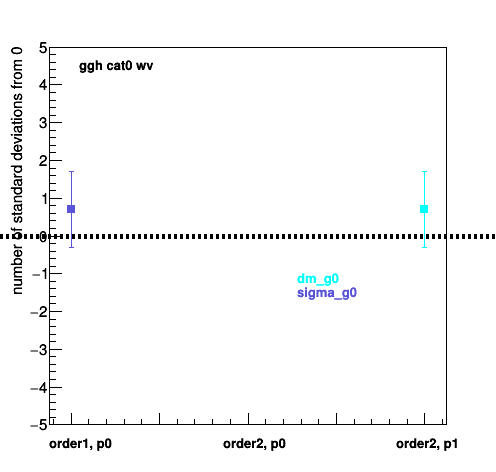 ggh cat0 wv
number of standard deviations from 0
5
4
3
2
1
0
−1
−2
−3
−4
−5
dm_g0
sigma_g0
order1, p0
order2, p0
order2, p1